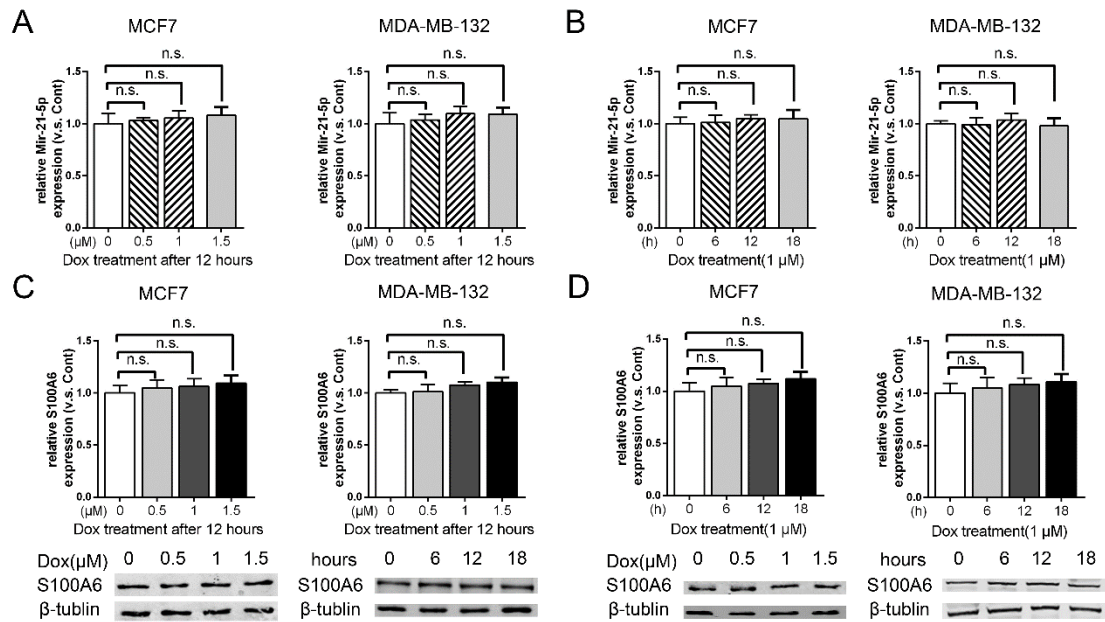 A
MCF7
relative Mir-21-5p
expression (v.s. Cont)
1.5
1.0
0.5
0.0
n.s.
n.s.
n.s.
(μM) 0 0.5 1 1.5
Dox treatment after 12 hours
MDA-MB-132
relative Mir-21-5p
expression (v.s. Cont)
1.5
1.0
0.5
0.0
n.s.
n.s.
n.s.
(μM) 0 0.5 1 1.5
Dox treatment after 12 hours
B
MCF7
relative Mir-21-5p
expression (v.s. Cont)
1.5
1.0
0.5
0.0
n.s.
n.s.
n.s.
(h) 0 6 12 18
Dox treatment(1 μM)
MDA-MB-132
relative Mir-21-5p
expression (v.s. Cont)
1.5
1.0
0.5
0.0
n.s.
n.s.
n.s.
(h) 0 6 12 18
Dox treatment(1 μM)
C
MCF7
relative S100A6
expression (v.s. Cont)
1.5
1.0
0.5
0.0
n.s.
n.s.
n.s.
(μM) 0 0.5 1 1.5
Dox treatment after 12 hours
Dox(μM) 0 0.5 1 1.5
S100A6
β-tublin
MDA-MB-132
relative S100A6
expression (v.s. Cont)
1.5
1.0
0.5
0.0
n.s.
n.s.
n.s.
(μM) 0 0.5 1 1.5
Dox treatment after 12 hours
hours 0 6 12 18
S100A6
β-tublin
D
MCF7
relative S100A6
expression (v.s. Cont)
1.5
1.0
0.5
0.0
n.s.
n.s.
n.s.
(h) 0 6 12 18
Dox treatment(1 μM)
Dox(μM) 0 0.5 1 1.5
S100A6
β-tublin
MDA-MB-132
relative S100A6
expression (v.s. Cont)
1.5
1.0
0.5
0.0
n.s.
n.s.
n.s.
(h) 0 6 12 18
Dox treatment(1 μM)
hours 0 6 12 18
S100A6
β-tublin